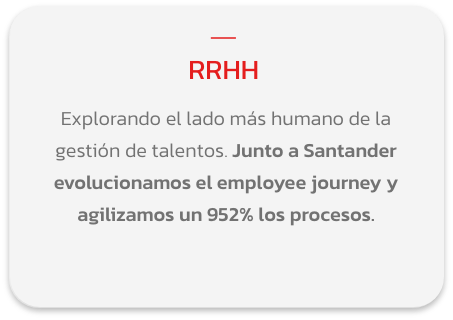 RRHH
Explorando el lado más humano de la
gestión de talentos. Junto a Santander
evolucionamos el employee journey y
agilizamos un 952% los procesos.